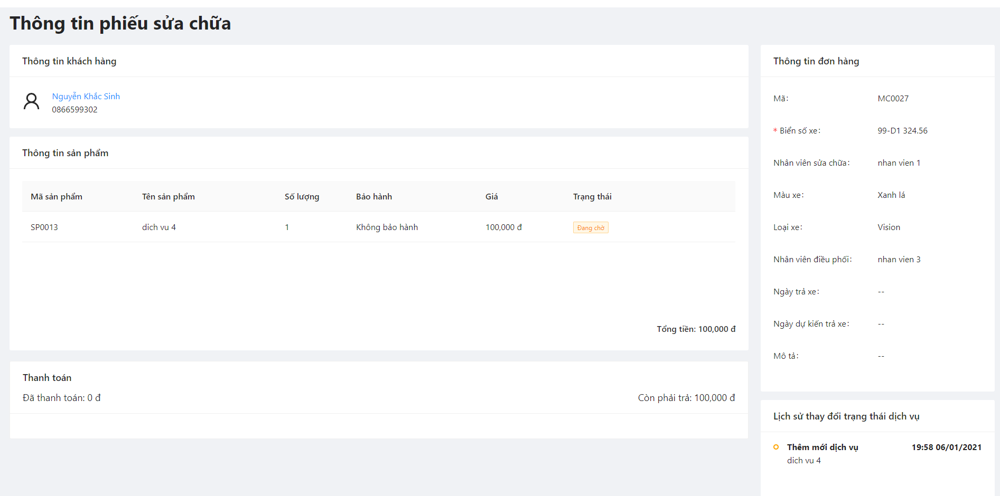 Thông tin phiếu sửa chữa
Thông tin khách hàng
Nguyễn Khắc Sinh
0866599302
Thông tin sản phẩm
Mã sản phẩm Tên sản phẩm Số lượng Bảo hành Giá Trạng thái
SP0013 dich vu 4 1 Không bảo hành 100,000 đ Đang chờ
Tổng tiền: 100,000 đ
Thanh toán
Đã thanh toán: 0 đ Còn phải trả: 100,000 đ
Thông tin đơn hàng
Mã: MC0027
* Biển số xe: 99-D1 324.56
Nhân viên sửa chữa: nhan vien 1
Màu xe: Xanh lá
Loại xe: Vision
Nhân viên điều phối: nhan vien 3
Ngày trả xe: --
Ngày dự kiến trả xe: --
Mô tả: --
Lịch sử thay đổi trạng thái dịch vụ
Thêm mới dịch vụ 19:58 06/01/2021
dich vu 4